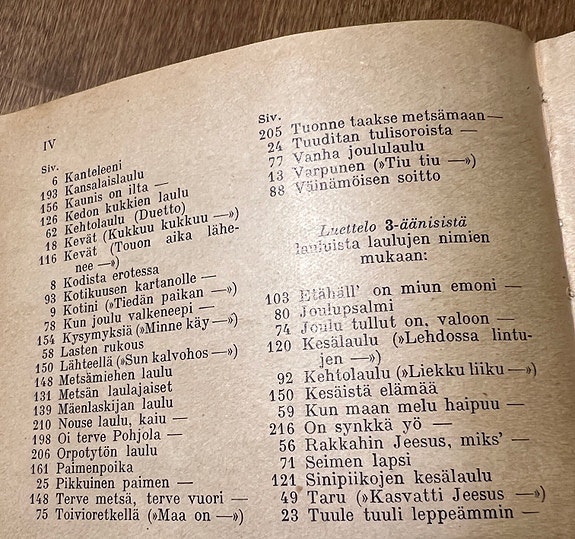 IV
Siv.
6 Kanteleeni
193 Kansalaislaulu
156 Kaunis on ilta —
126 Kedon kukkien laulu
62 Kehtolaulu (Duetto)
18 Kevät (Kukkuu kukkuu —»)
116 Kevät (Touon aika lähe-
nee —»)
8 Kodista erotessa
93 Kotikuusen kartanolle —
9 Kotini (»Tiedän paikan —»)
78 Kun joulu valkeneepi —
154 Kysymyksiä (»Minne käy —»)
58 Lasten rukous
150 Lähteellä (»Sun kalvohos —»)
148 Metsämiehen laulu
131 Metsän laulajaiset
139 Mäenlaskijan laulu
210 Nouse laulu, kaiu —
198 Oi terve Pohjola —
206 Orpotytön laulu
161 Paimenpoika
25 Pikkuinen paimen —
148 Terve metsä, terve vuori —
75 Toivioretkellä (»Maa on —»)
Siv.
205 Tuonne taakse metsämaan —
24 Tuuditan tulisoroista —
77 Vanha joululaulu
13 Varpunen (»Tiu tiu —»)
88 Väinämöisen soitto
Luettelo 3-äänisistä
lauluista laulujen nimien
mukaan:
103 Etähäll' on miun emoni —
80 Joulupsalmi
74 Joulu tullut on, valoon —
120 Kesälaulu (»Lehdossa lintu-
jen —»)
92 Kehtolaulu (»Liekku liiku —»)
150 Kesäistä elämää
59 Kun maan melu haipuu —
216 On synkkä yö —
56 Rakkahin Jeesus, miks' —
71 Seimen lapsi
121 Sinipiikojen kesälaulu
49 Taru (»Kasvatti Jeesus —»)
23 Tuule tuuli leppeämmin —